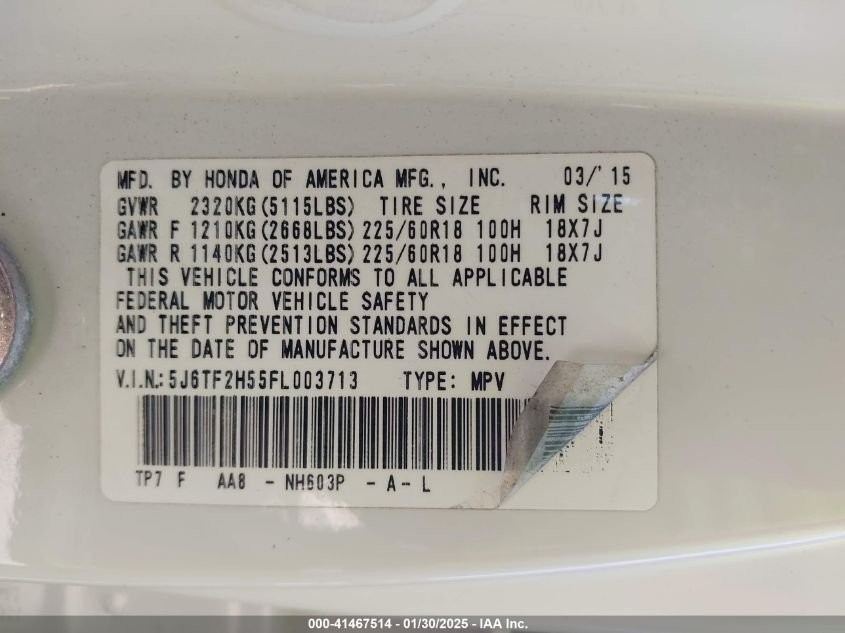 MFD. BY HONDA OF AMERICA MFG., INC. 03/'15
GVWR 2320KG(5115LBS) TIRE SIZE RIM SIZE
GAWR F 1210KG(2668LBS) 225/60R18 100H 18X7J
GAWR R 1140KG(2513LBS) 225/60R18 100H 18X7J
THIS VEHICLE CONFORMS TO ALL APPLICABLE
FEDERAL MOTOR VEHICLE SAFETY
AND THEFT PREVENTION STANDARDS IN EFFECT
ON THE DATE OF MANUFACTURE SHOWN ABOVE.
V.I.N.: 5J6TF2H55FL003713 TYPE: MPV
TP7 F AA8 - NH603P - A- L
000-41467514 - 01/30/2025 - IAA Inc.